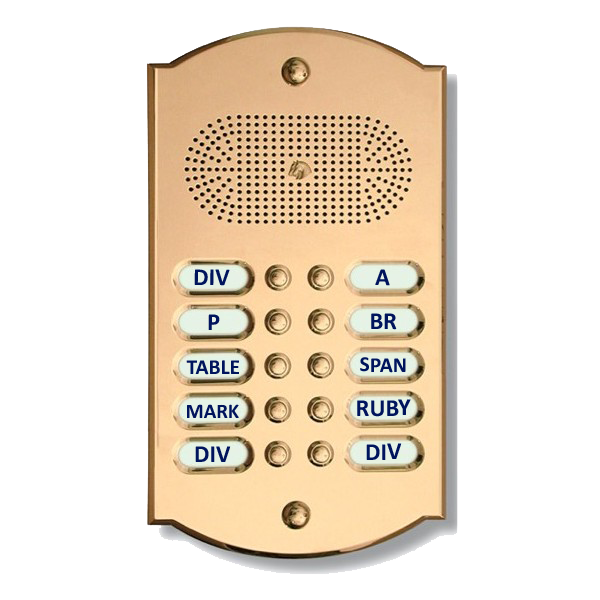 DIV A
P BR
TABLE SPAN
MARK RUBY
DIV DIV